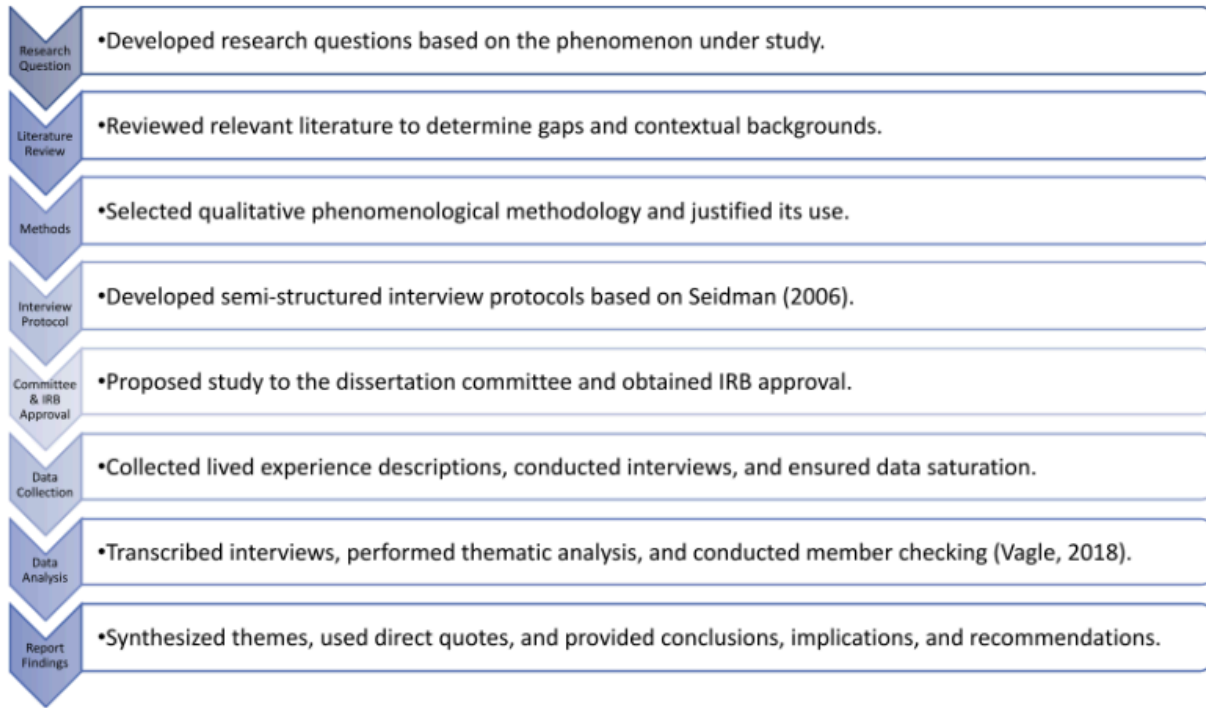 Research
Question
•Developed research questions based on the phenomenon under study.
Literature
Review
•Reviewed relevant literature to determine gaps and contextual backgrounds.
Methods
•Selected qualitative phenomenological methodology and justified its use.
Interview
Protocol
•Developed semi-structured interview protocols based on Seidman (2006).
Committee
& IRB
Approval
•Proposed study to the dissertation committee and obtained IRB approval.
Data
Collection
•Collected lived experience descriptions, conducted interviews, and ensured data saturation.
Data
Analysis
•Transcribed interviews, performed thematic analysis, and conducted member checking (Vagle, 2018).
Report
Findings
•Synthesized themes, used direct quotes, and provided conclusions, implications, and recommendations.